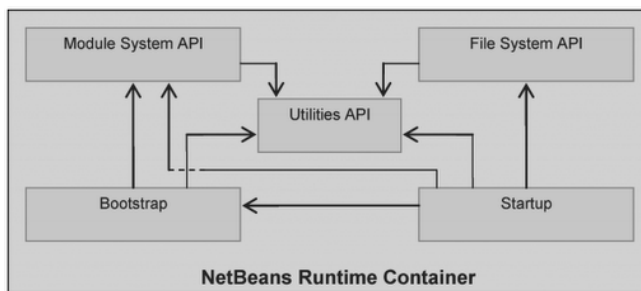 Module System API
File System API
Utilities API
Bootstrap
Startup
NetBeans Runtime Container